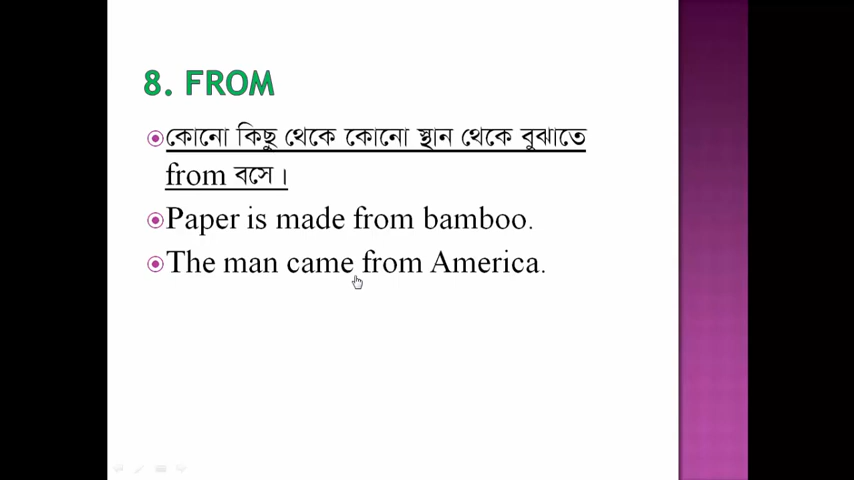 8. FROM
কোনো কিছু থেকে কোনো স্থান থেকে বুঝাতে
from বসে।
Paper is made from bamboo.
The man came from America.